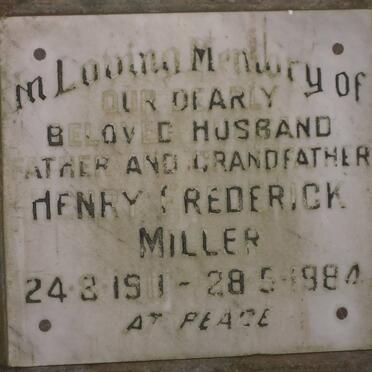 In Loving Memory of
OUR DEARLY
BELOVED HUSBAND
FATHER AND GRANDFATHER
HENRY FREDERICK
MILLER
24·3·1911 - 28·5·1984
AT PEACE